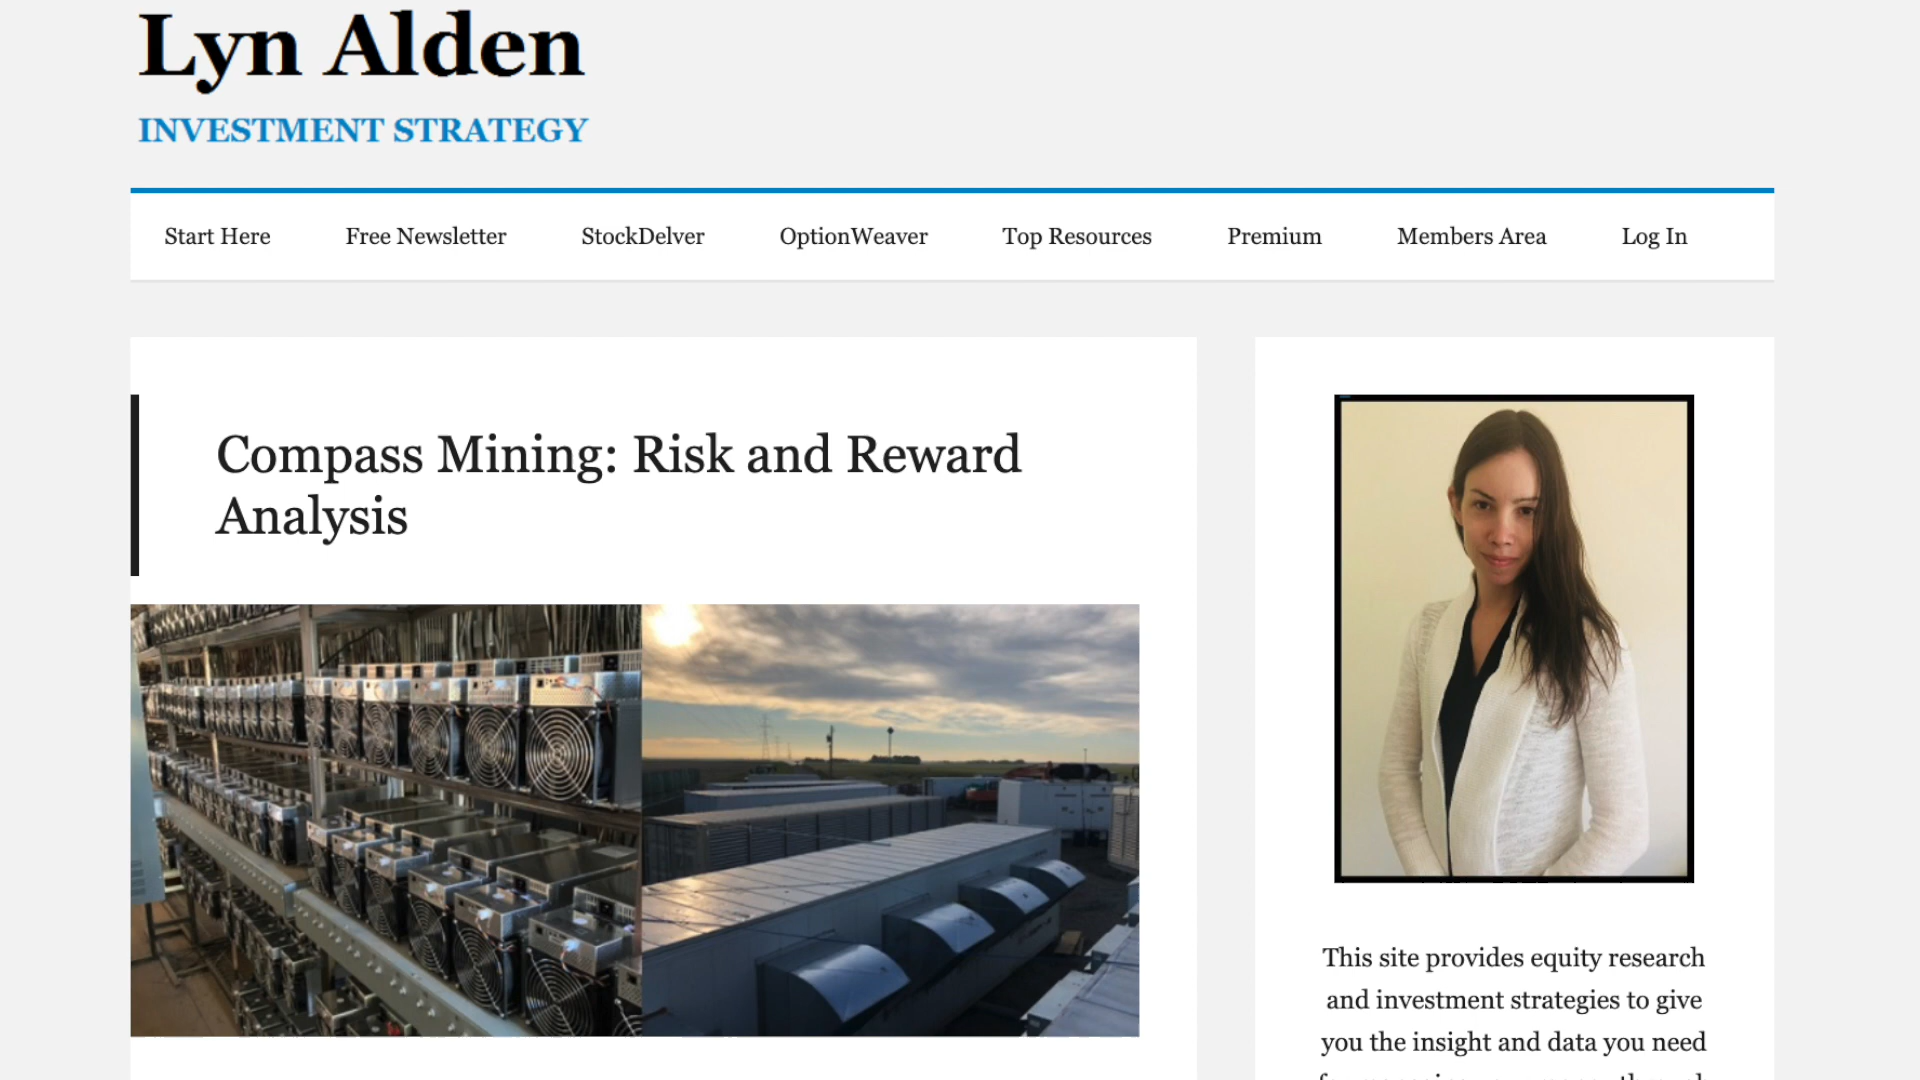 Lyn Alden
INVESTMENT STRATEGY
Start Here Free Newsletter StockDelver OptionWeaver Top Resources Premium Members Area Log In
Compass Mining: Risk and Reward
Analysis
This site provides equity research
and investment strategies to give
you the insight and data you need